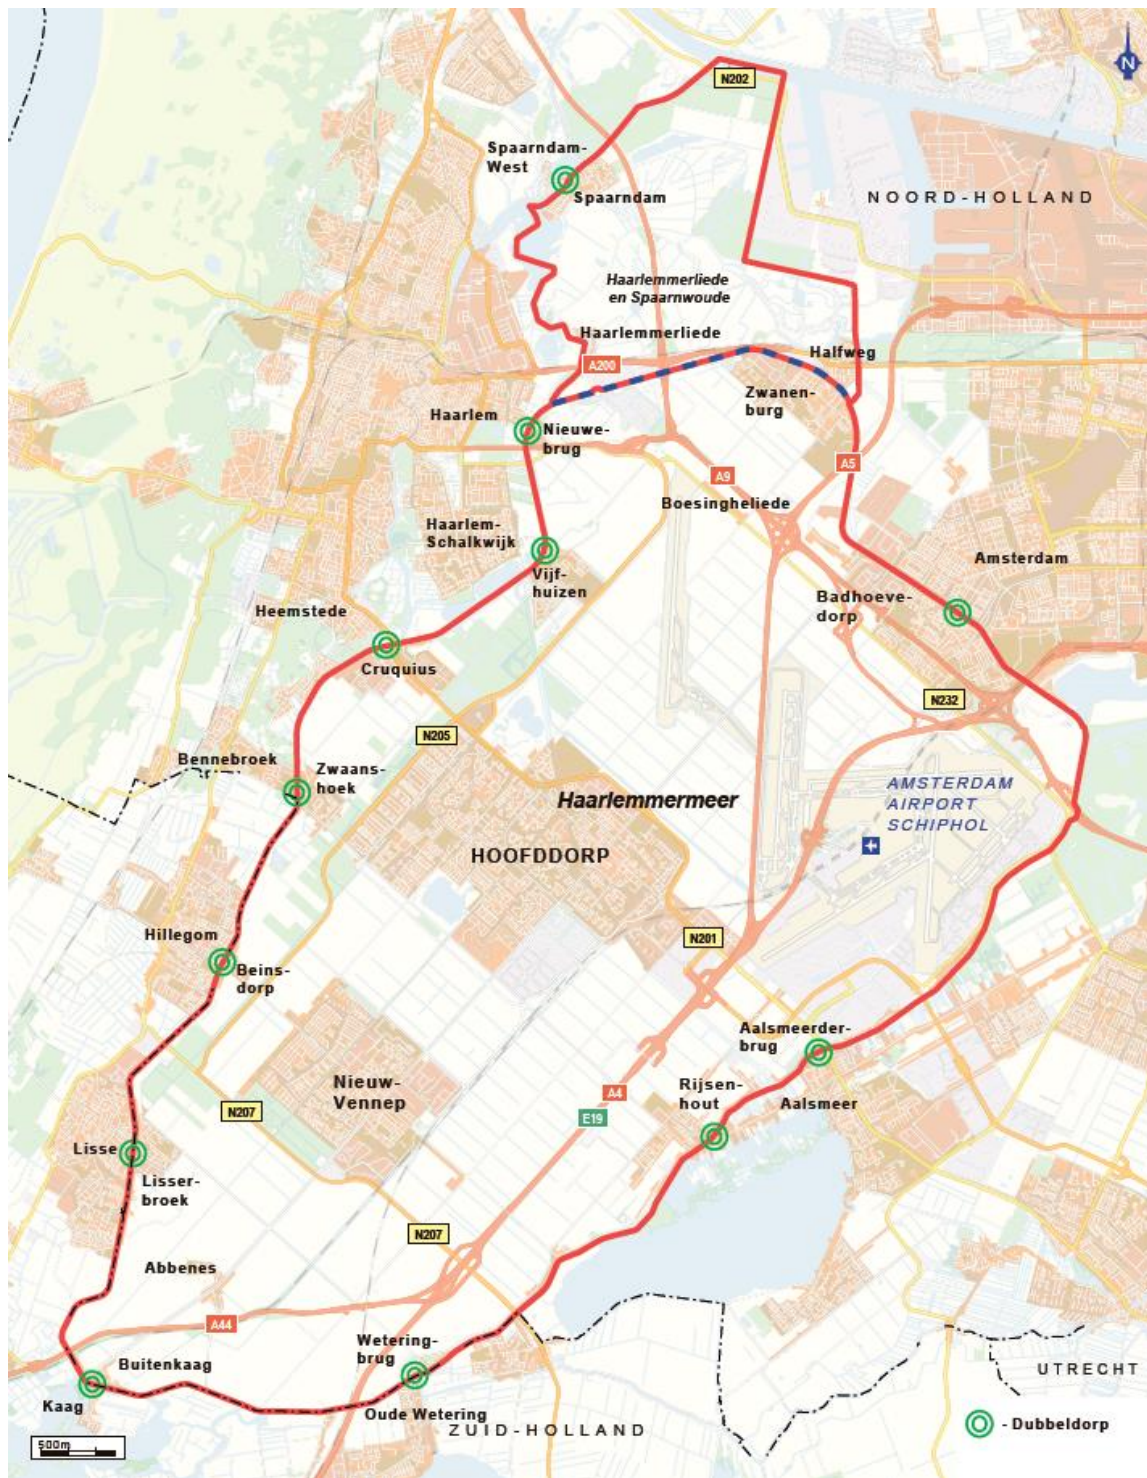 N
N202
Spaarndam-
West
Spaarndam
NOORD-HOLLAND
Haarlemmerliede
en Spaarnwoude
Haarlemmerliede
Halfweg
A200
Zwanen-
burg
Haarlem
Nieuwe-
brug
A5
A9
Boesingheliede
Haarlem-
Schalkwijk
Amsterdam
Vijf-
huizen
Badhoeve-
dorp
Heemstede
Cruquius
N232
N205
Bennebroek
Zwaans-
hoek
Haarlemmermeer
AMSTERDAM
AIRPORT
SCHIPHOL
HOOFDDORP
Hillegom
N201
Beins-
dorp
Aalsmeerder-
brug
Nieuw-
Vennep
Rijsen-
hout
A4
Aalsmeer
N207
E19
Lisse
Lisser-
broek
N207
Abbenes
A44
Wetering-
brug
Buitenkaag
UTRECHT
Kaag
Oude Wetering
ZUID-HOLLAND
- Dubbeldorp
500m